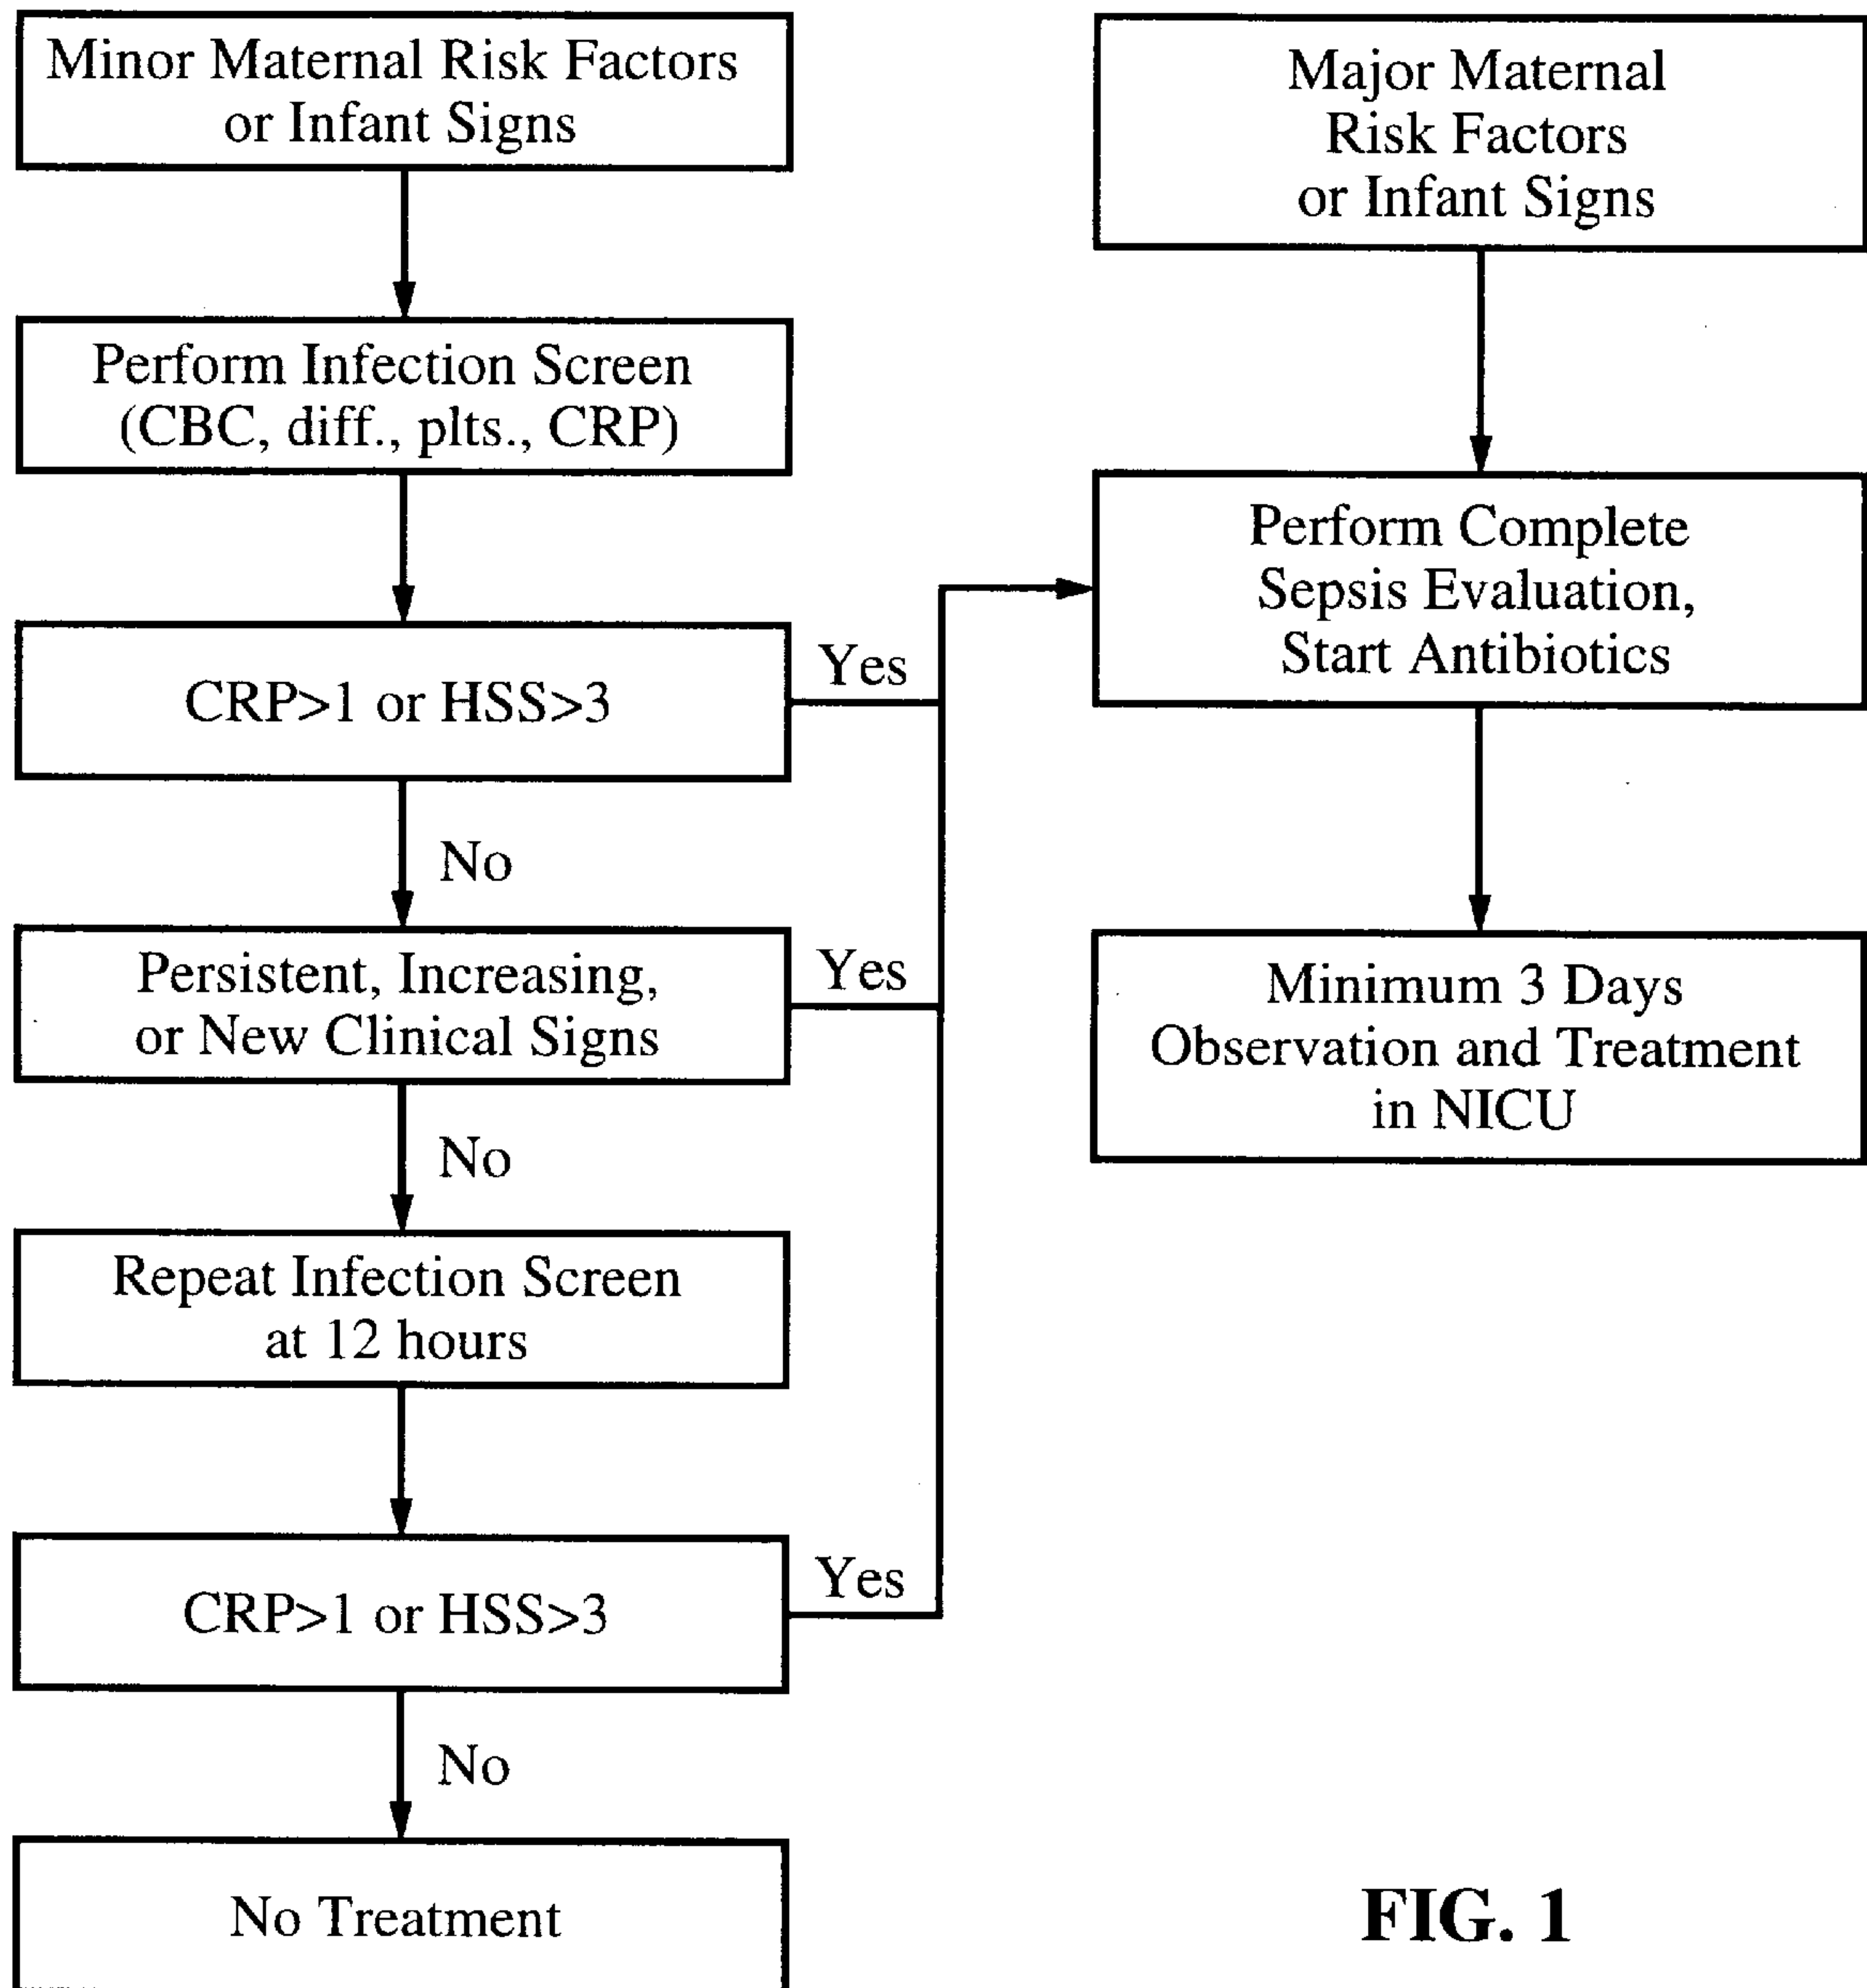 Minor Maternal Risk Factors
or Infant Signs
Perform Infection Screen
(CBC, diff., plts., CRP)
CRP>1 or HSS>3
Yes
No
Persistent, Increasing,
or New Clinical Signs
Yes
No
Repeat Infection Screen
at 12 hours
CRP>1 or HSS>3
Yes
No
No Treatment
Major Maternal
Risk Factors
or Infant Signs
Perform Complete
Sepsis Evaluation,
Start Antibiotics
Minimum 3 Days
Observation and Treatment
in NICU
FIG. 1